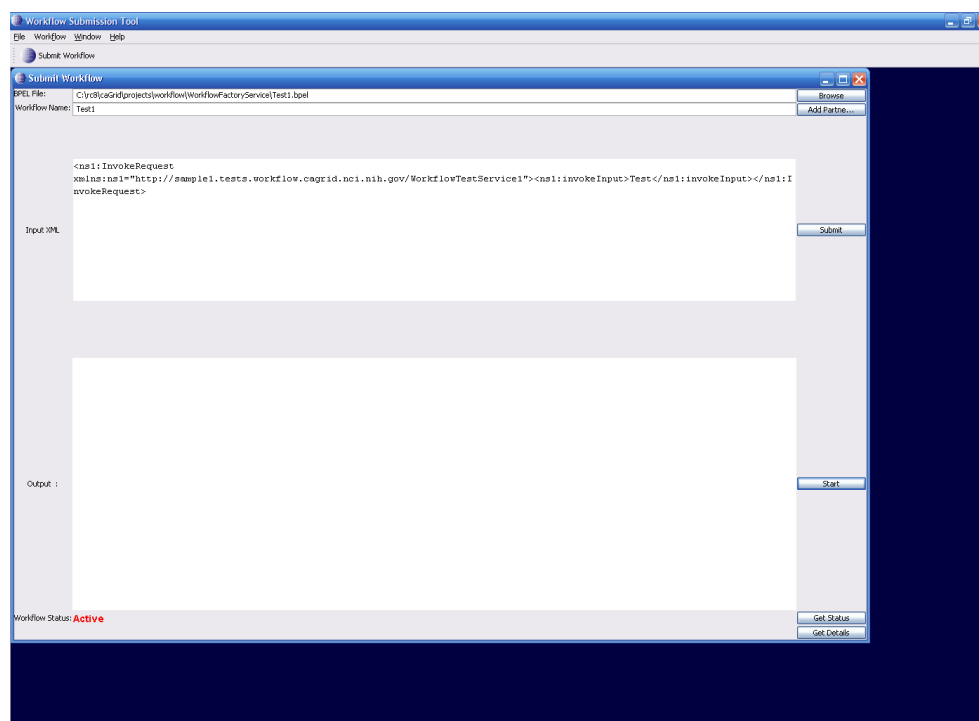 Workflow Submission Tool
File Workflow Window Help
Submit Workflow
Submit Workflow
BPEL File: C:\rc8\caGrid\projects\workflow\WorkflowFactoryService\Test1.bpel Browse
Workflow Name: Test1 Add Partne...
<ns1:InvokeRequest
xmlns:ns1="http://sample1.tests.workflow.cagrid.nci.nih.gov/WorkflowTestService1"><ns1:invokeInput>Test</ns1:invokeInput></ns1:I
nvokeRequest>
Input XML Submit
Output : Start
Workflow Status: Active Get Status
Get Details